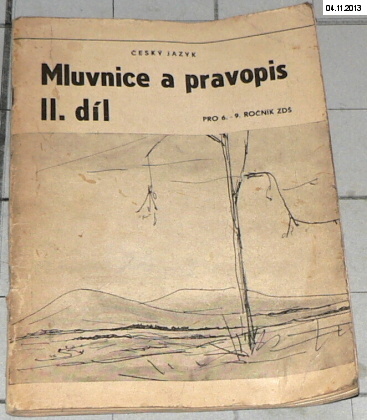 04.11.2013
ČESKÝ JAZYK
Mluvnice a pravopis
II. díl
PRO 6. - 9. ROČNÍK ZDŠ